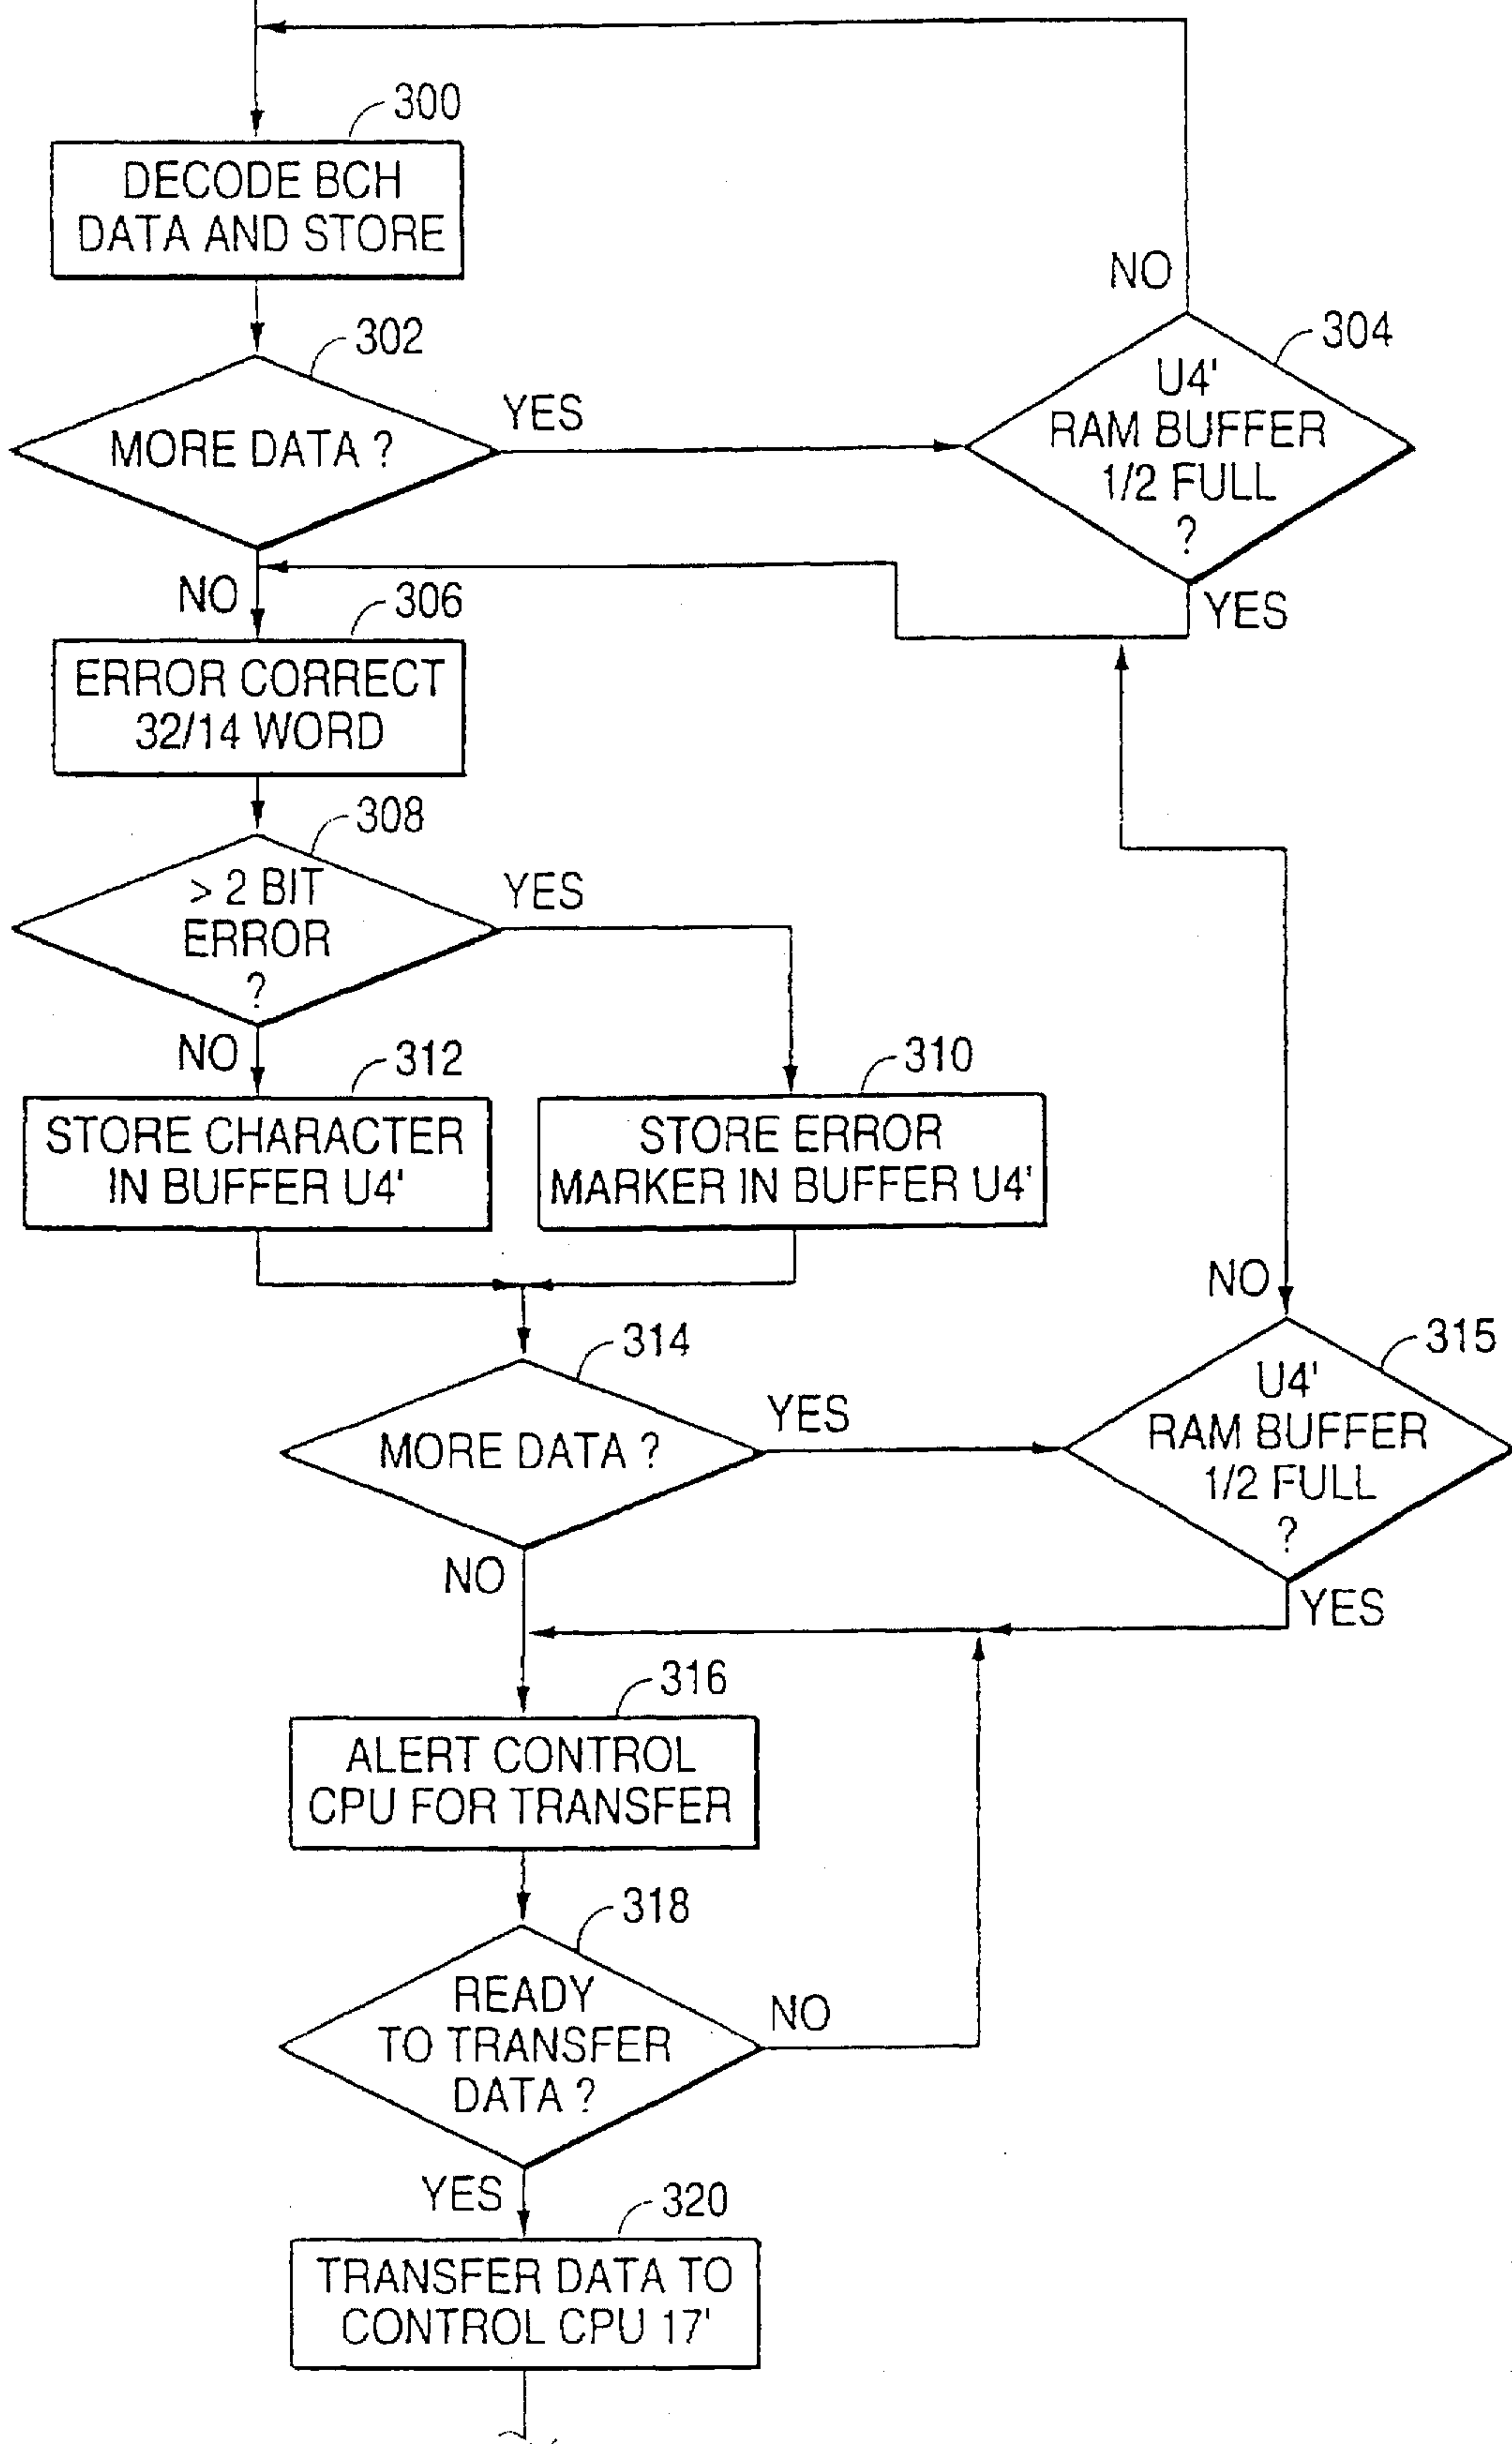 300
DECODE BCH
DATA AND STORE
302
MORE DATA ?
YES
NO
304
U4'
RAM BUFFER
1/2 FULL
?
YES
NO
306
ERROR CORRECT
32/14 WORD
308
> 2 BIT
ERROR
?
YES
NO
312
STORE CHARACTER
IN BUFFER U4'
310
STORE ERROR
MARKER IN BUFFER U4'
314
MORE DATA ?
YES
NO
315
U4'
RAM BUFFER
1/2 FULL
?
YES
NO
316
ALERT CONTROL
CPU FOR TRANSFER
318
READY
TO TRANSFER
DATA ?
NO
YES
320
TRANSFER DATA TO
CONTROL CPU 17'